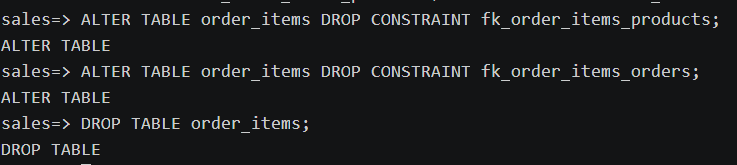 sales=> ALTER TABLE order_items DROP CONSTRAINT fk_order_items_products;
ALTER TABLE
sales=> ALTER TABLE order_items DROP CONSTRAINT fk_order_items_orders;
ALTER TABLE
sales=> DROP TABLE order_items;
DROP TABLE